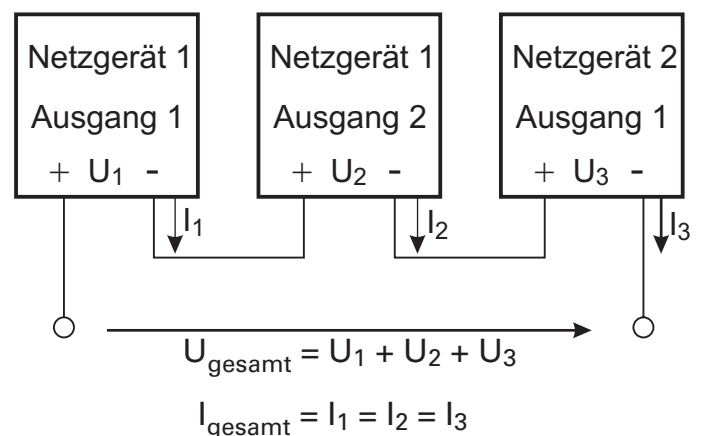 Netzgerät 1
Ausgang 1
+ U1 -
Netzgerät 1
Ausgang 2
+ U2 -
Netzgerät 2
Ausgang 1
+ U3 -
I1
I2
I3
Ugesamt = U1 + U2 + U3
Igesamt = I1 = I2 = I3